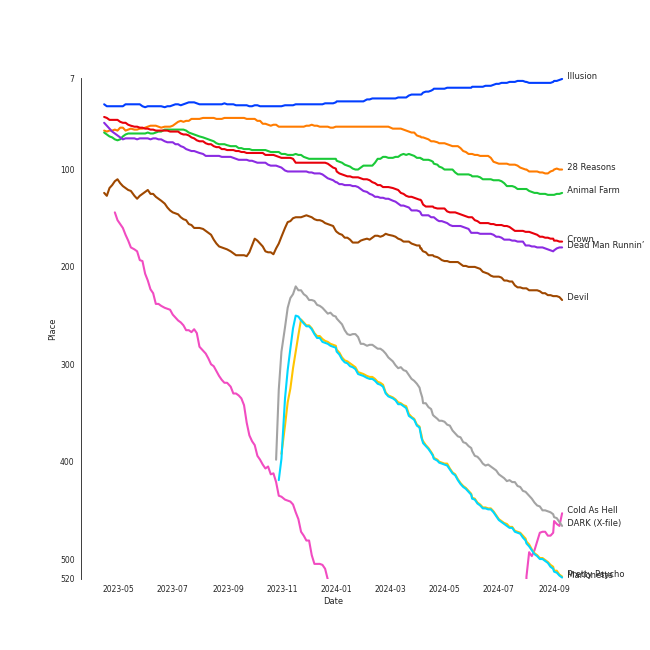 7
Illusion
100
28 Reasons
Animal Farm
Crown
Dead Man Runnin'
200
Devil
Place
300
400
Cold As Hell
DARK (X-file)
500
Pretty Psycho
Marionette
520
2023-05 2023-07 2023-09 2023-11 2024-01 2024-03 2024-05 2024-07 2024-09
Date